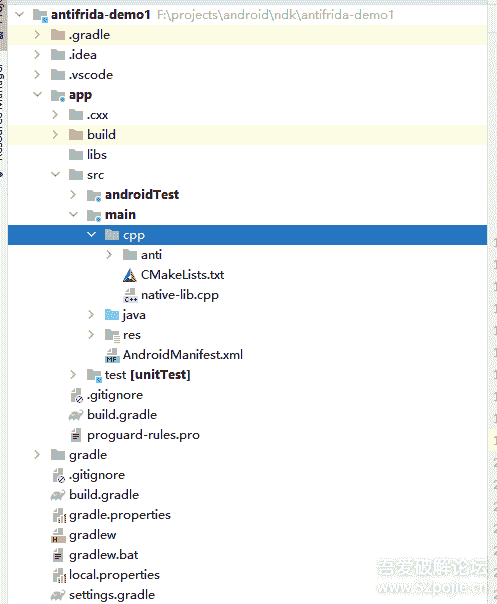 antifrida-demo1 F:\projects\android\ndk\antifrida-demo1
.gradle
.idea
.vscode
app
.cxx
build
libs
src
androidTest
main
cpp
anti
CMakeLists.txt
native-lib.cpp
java
res
AndroidManifest.xml
test [unitTest]
.gitignore
build.gradle
proguard-rules.pro
gradle
.gitignore
build.gradle
gradle.properties
gradlew
gradlew.bat
local.properties
settings.gradle
吾爱破解论坛
www.52pojie.cn